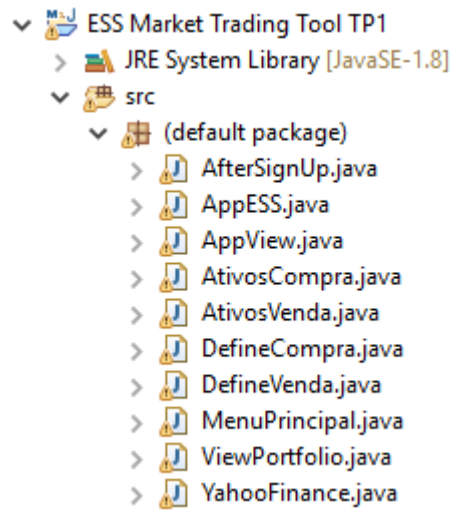 ESS Market Trading Tool TP1
JRE System Library [JavaSE-1.8]
src
(default package)
AfterSignUp.java
AppESS.java
AppView.java
AtivosCompra.java
AtivosVenda.java
DefineCompra.java
DefineVenda.java
MenuPrincipal.java
ViewPortfolio.java
YahooFinance.java